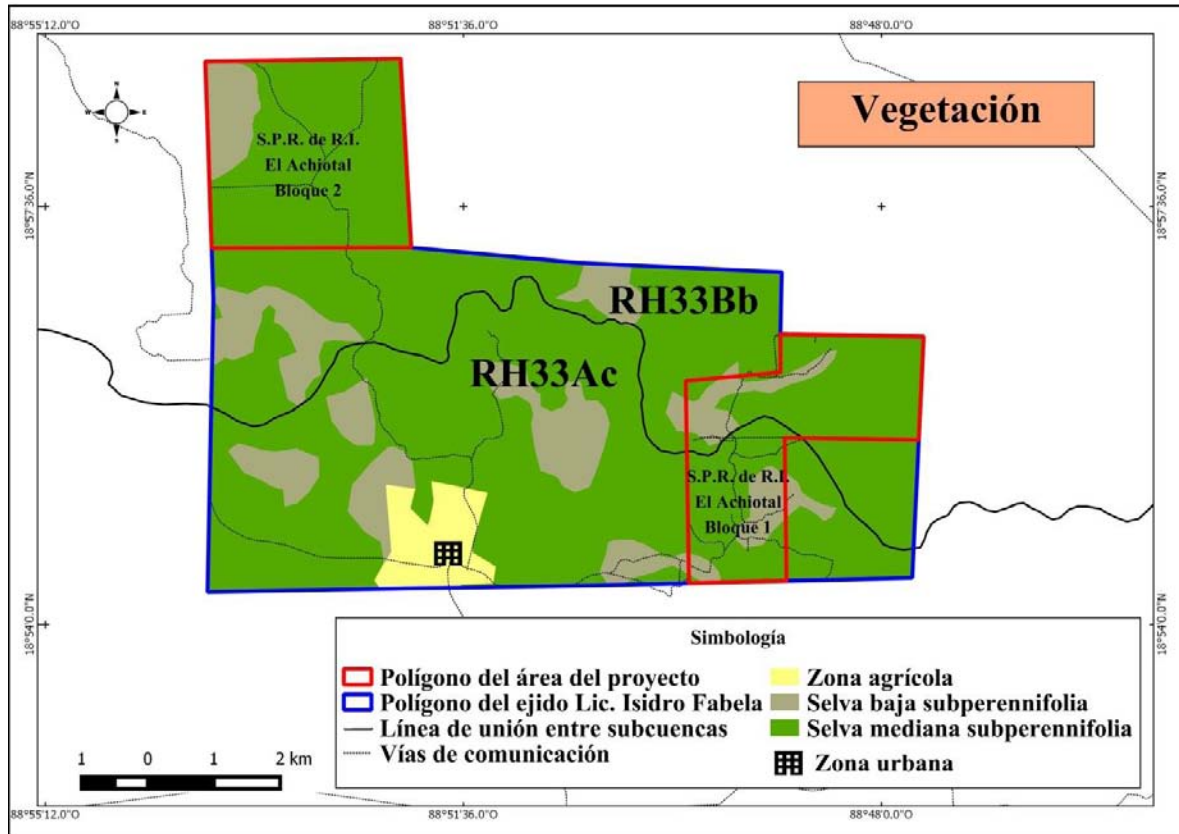 88°55'12.0"O
88°51'36.0"O
88°48'0.0"O
Vegetación
N
W
E
S
S.P.R. de R.I.
El Achiotal
Bloque 2
18°57'36.0"N
18°57'36.0"N
RH33Bb
RH33Ac
S.P.R. de R.I.
El Achiotal
Bloque 1
18°54'0.0"N
18°54'0.0"N
Simbología
Polígono del área del proyecto
Polígono del ejido Lic. Isidro Fabela
Línea de unión entre subcuencas
Vías de comunicación
Zona agrícola
Selva baja subperennifolia
Selva mediana subperennifolia
Zona urbana
1 0 1 2 km
88°55'12.0"O
88°51'36.0"O
88°48'0.0"O